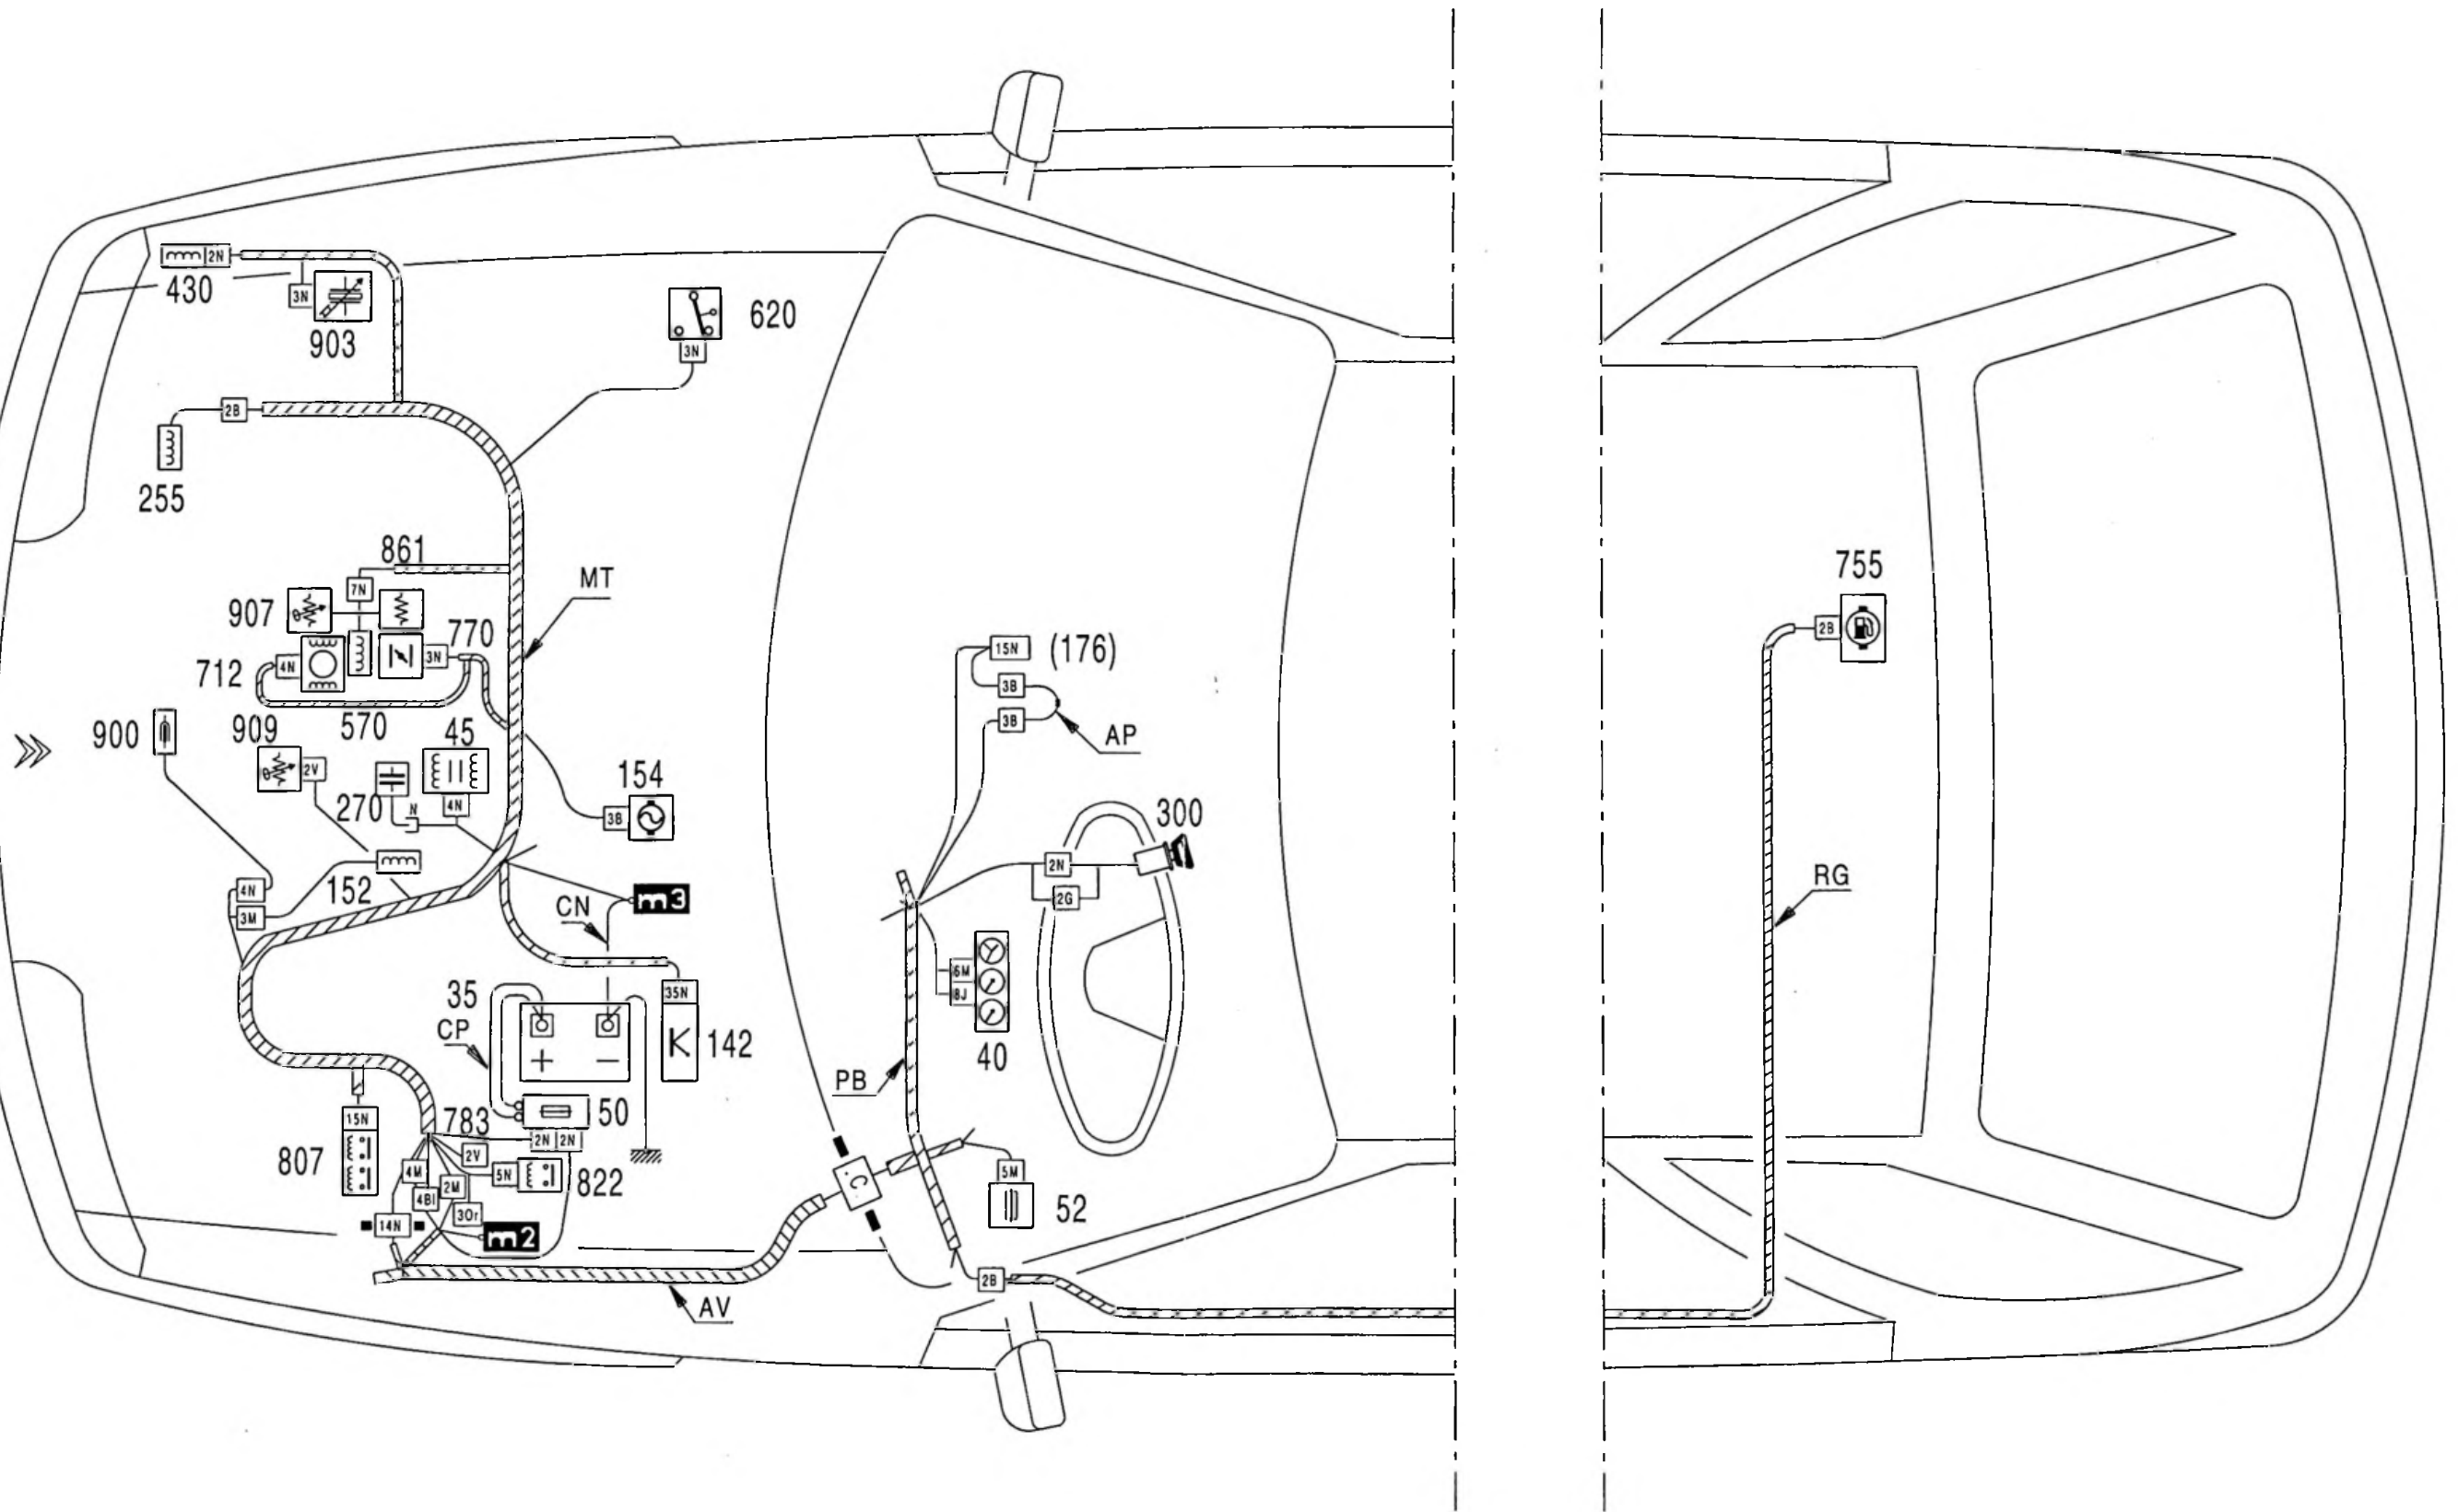 2N
430
3N
903
620
3N
2B
255
861
MT
7N
907
770
3N
4N
712
570
909
45
900
2V
270
N
4N
154
3B
4N
3M
152
CN
m3
35
CP
35N
+
−
142
50
783
2N
2N
15N
807
2V
4M
5N
822
2M
4BI
3Or
14N
m2
AV
15N
(176)
3B
3B
AP
300
2N
2G
6M
8J
40
PB
C
5M
52
2B
755
2B
RG